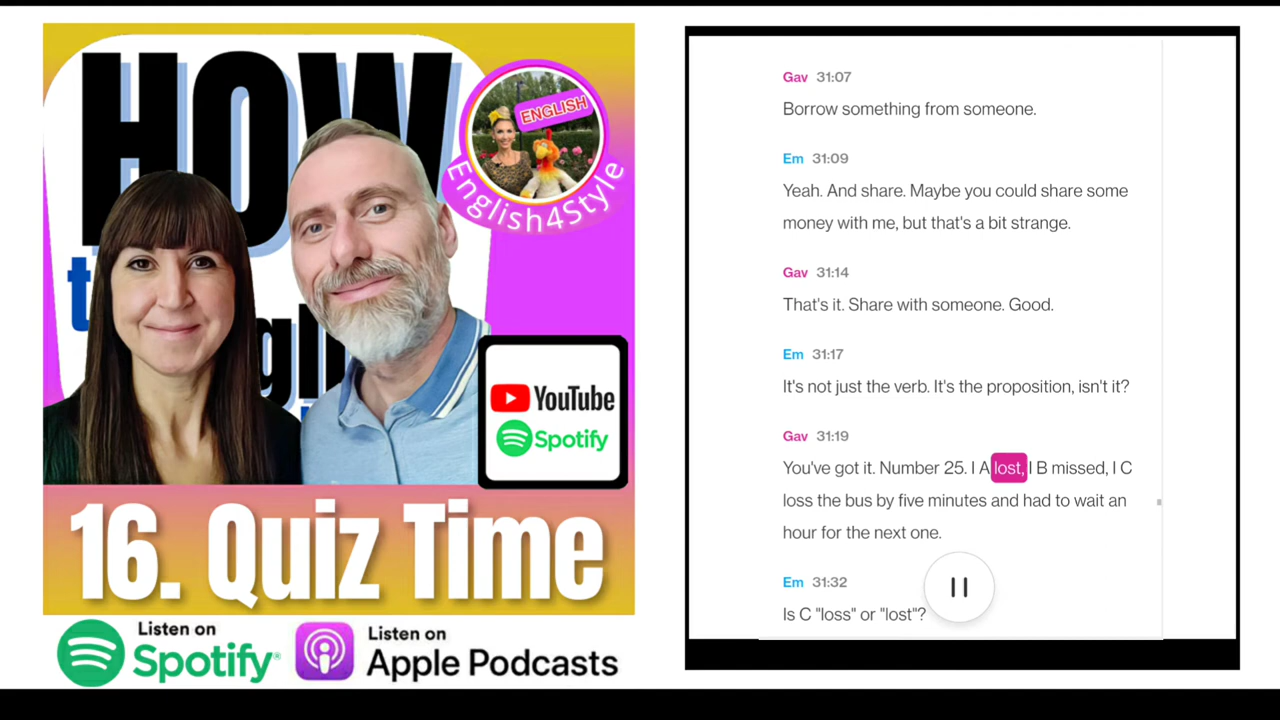 HOW
t
gl
ENGLISH
English4Style
YouTube
Spotify
16. Quiz Time
Listen on
Spotify
Listen on
Apple Podcasts
Gav 31:07
Borrow something from someone.
Em 31:09
Yeah. And share. Maybe you could share some
money with me, but that's a bit strange.
Gav 31:14
That's it. Share with someone. Good.
Em 31:17
It's not just the verb. It's the proposition, isn't it?
Gav 31:19
You've got it. Number 25. I A lost, I B missed, I C
loss the bus by five minutes and had to wait an
hour for the next one.
Em 31:32
Is C "loss" or "lost"?